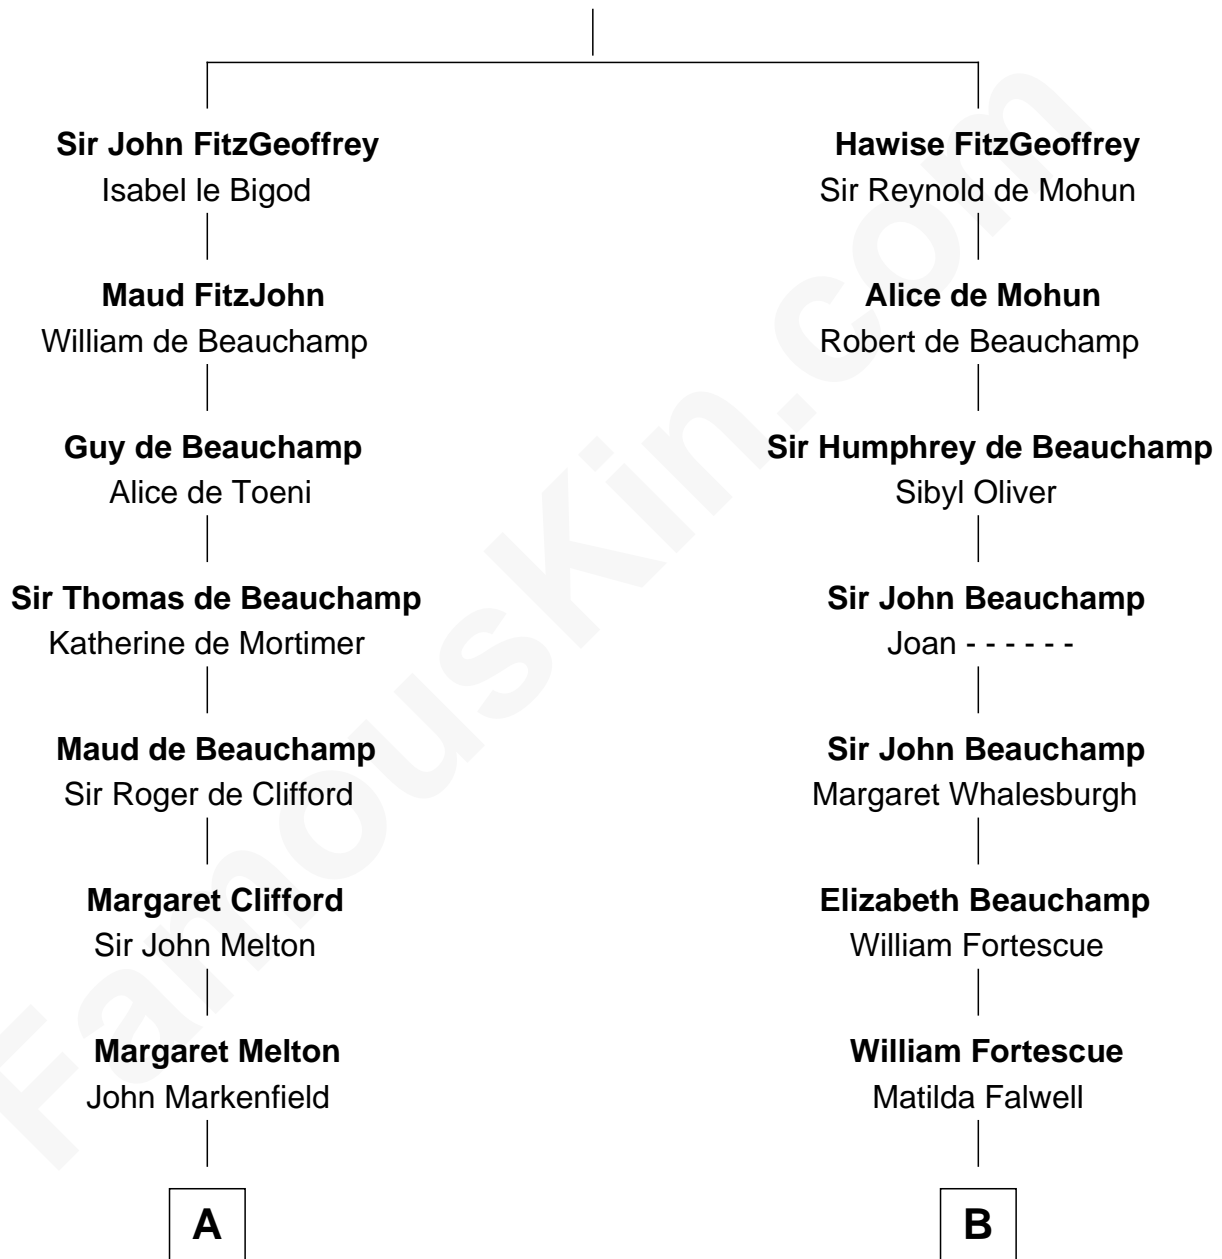 Sir John FitzGeoffrey
Isabel le Bigod
Maud FitzJohn
William de Beauchamp
Guy de Beauchamp
Alice de Toeni
Sir Thomas de Beauchamp
Katherine de Mortimer
Maud de Beauchamp
Sir Roger de Clifford
Margaret Clifford
Sir John Melton
Margaret Melton
John Markenfield
A
Hawise FitzGeoffrey
Sir Reynold de Mohun
Alice de Mohun
Robert de Beauchamp
Sir Humphrey de Beauchamp
Sibyl Oliver
Sir John Beauchamp
Joan - - - - - -
Sir John Beauchamp
Margaret Whalesburgh
Elizabeth Beauchamp
William Fortescue
William Fortescue
Matilda Falwell
B
FamousKin.com